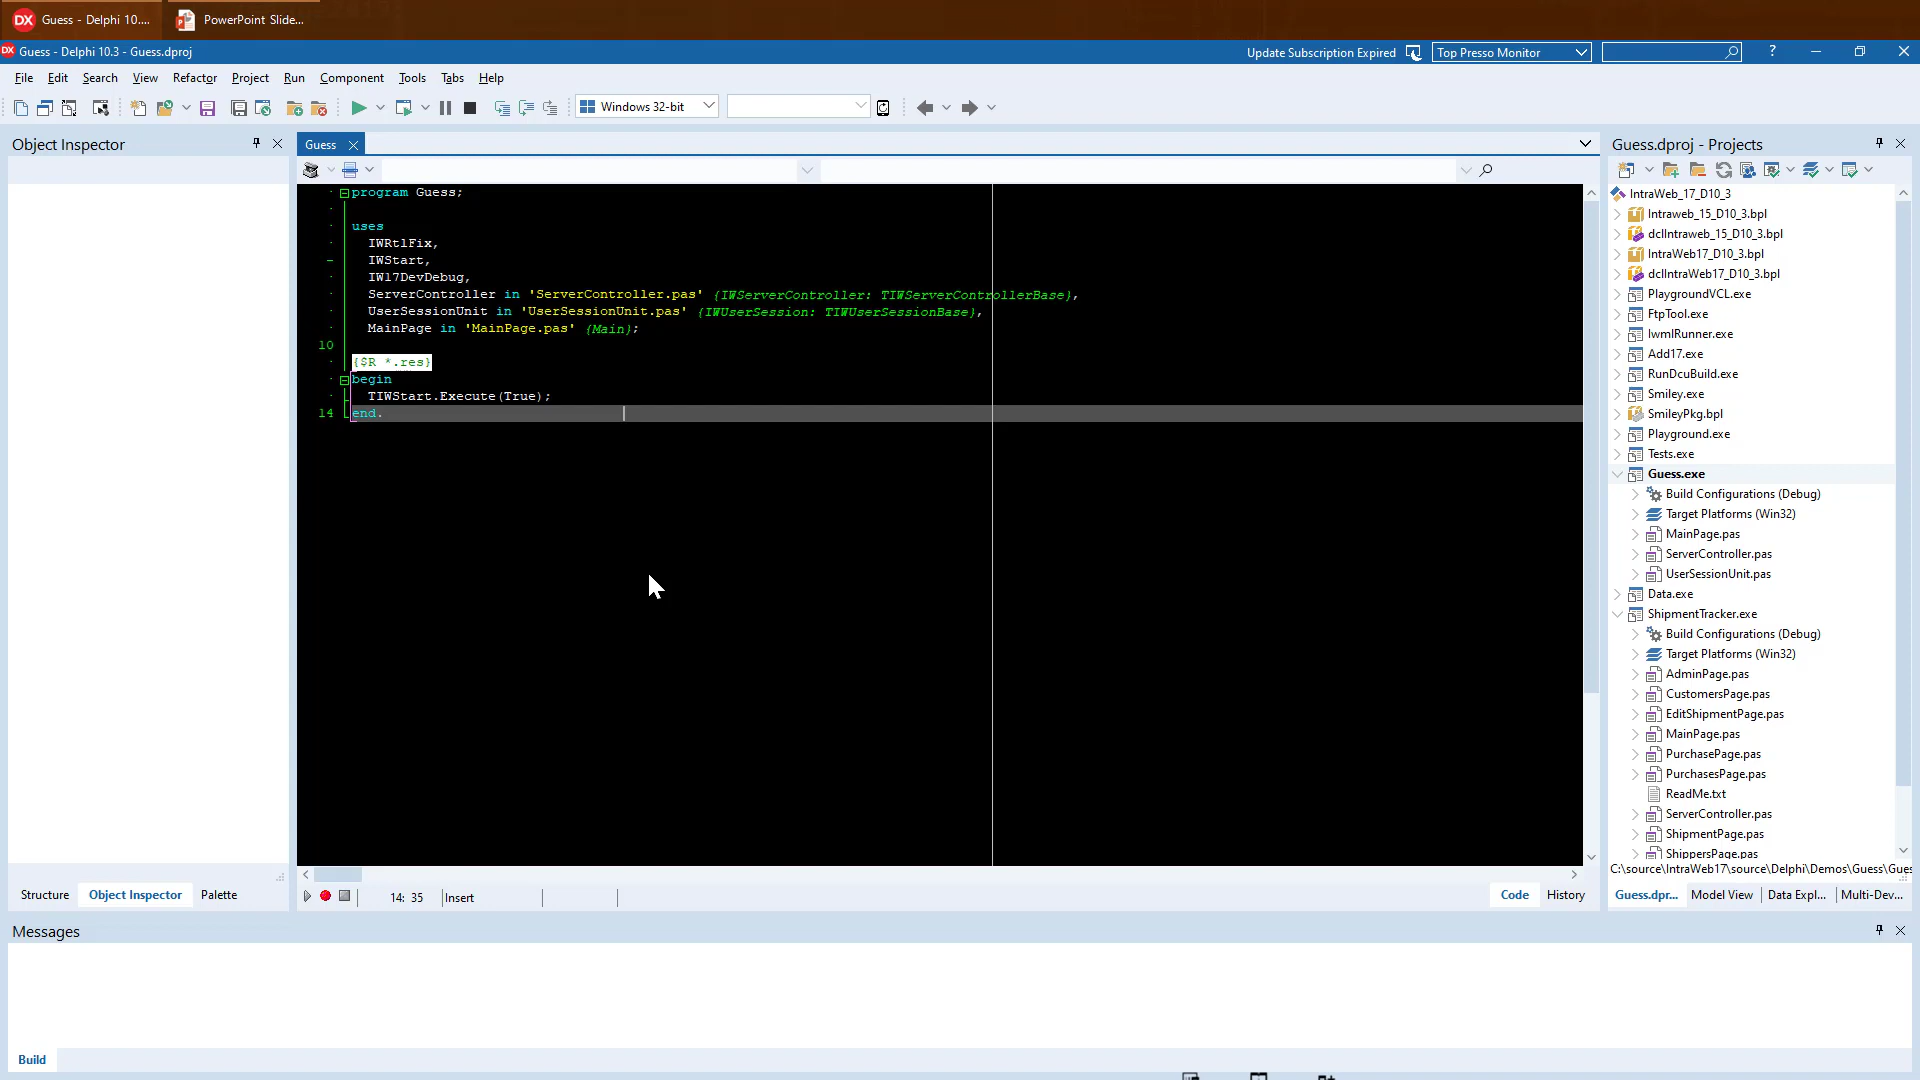 Guess - Delphi 10....
PowerPoint Slide...
Guess - Delphi 10.3 - Guess.dproj
Update Subscription Expired
Top Presso Monitor
File Edit Search View Refactor Project Run Component Tools Tabs Help
Windows 32-bit
Object Inspector
Guess
Guess.dproj - Projects
program Guess;
uses
IWRtlFix,
IWStart,
IW17DevDebug,
ServerController in 'ServerController.pas' {IWServerController: TIWServerControllerBase},
UserSessionUnit in 'UserSessionUnit.pas' {IWUserSession: TIWUserSessionBase},
MainPage in 'MainPage.pas' {Main};
10
{$R *.res}
begin
TIWStart.Execute(True);
14 end.
IntraWeb_17_D10_3
Intraweb_15_D10_3.bpl
dclIntraweb_15_D10_3.bpl
IntraWeb17_D10_3.bpl
dclIntraWeb17_D10_3.bpl
PlaygroundVCL.exe
FtpTool.exe
IwmlRunner.exe
Add17.exe
RunDcuBuild.exe
Smiley.exe
SmileyPkg.bpl
Playground.exe
Tests.exe
Guess.exe
Build Configurations (Debug)
Target Platforms (Win32)
MainPage.pas
ServerController.pas
UserSessionUnit.pas
Data.exe
ShipmentTracker.exe
Build Configurations (Debug)
Target Platforms (Win32)
AdminPage.pas
CustomersPage.pas
EditShipmentPage.pas
MainPage.pas
PurchasePage.pas
PurchasesPage.pas
ReadMe.txt
ServerController.pas
ShipmentPage.pas
ShippersPage.pas
C:\source\IntraWeb17\source\Delphi\Demos\Guess\Gues
Structure Object Inspector Palette
14: 35 Insert
Code History
Guess.dpr... Model View Data Expl... Multi-Dev...
Messages
Build